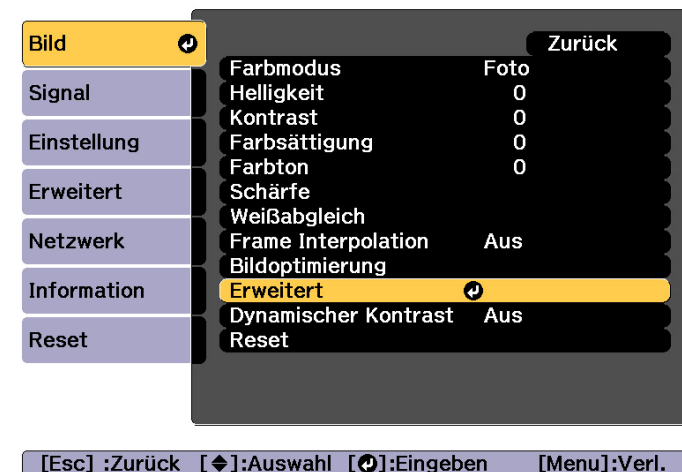 Bild
Signal
Einstellung
Erweitert
Netzwerk
Information
Reset
Zurück
Farbmodus Foto
Helligkeit 0
Kontrast 0
Farbsättigung 0
Farbton 0
Schärfe
Weißabgleich
Frame Interpolation Aus
Bildoptimierung
Erweitert
Dynamischer Kontrast Aus
Reset
[Esc] :Zurück [◆]:Auswahl [↵]:Eingeben [Menu]:Verl.